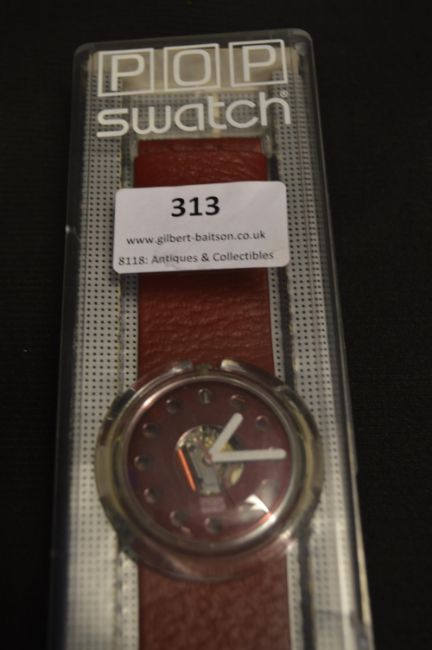 POP
swatch®
313
www.gilbert-baitson.co.uk
8118: Antiques & Collectibles